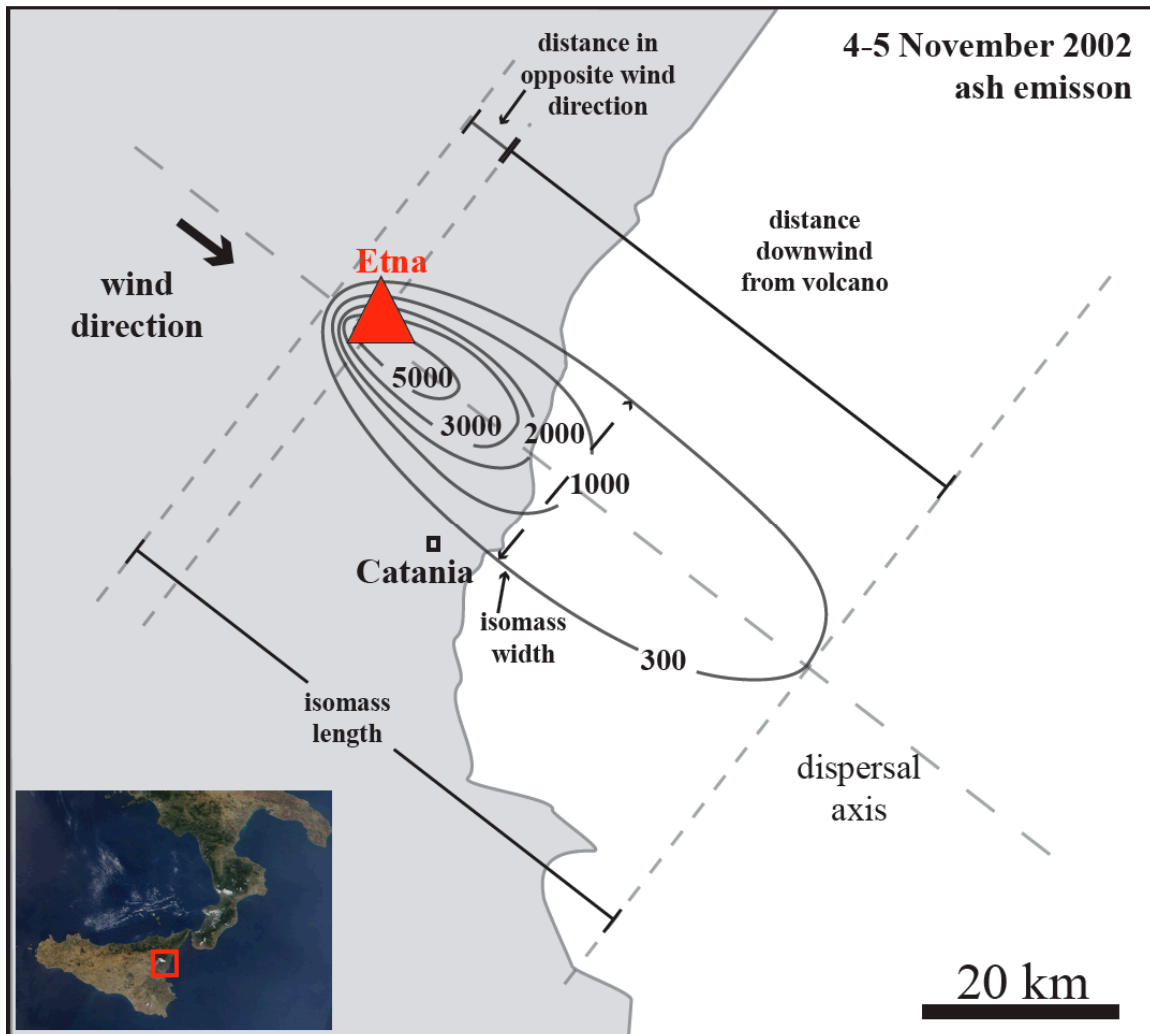 4-5 November 2002
ash emisson
distance in
opposite wind
direction
distance
downwind
from volcano
wind
direction
Etna
5000
3000
2000
1000
300
Catania
isomass
width
isomass
length
dispersal
axis
20 km